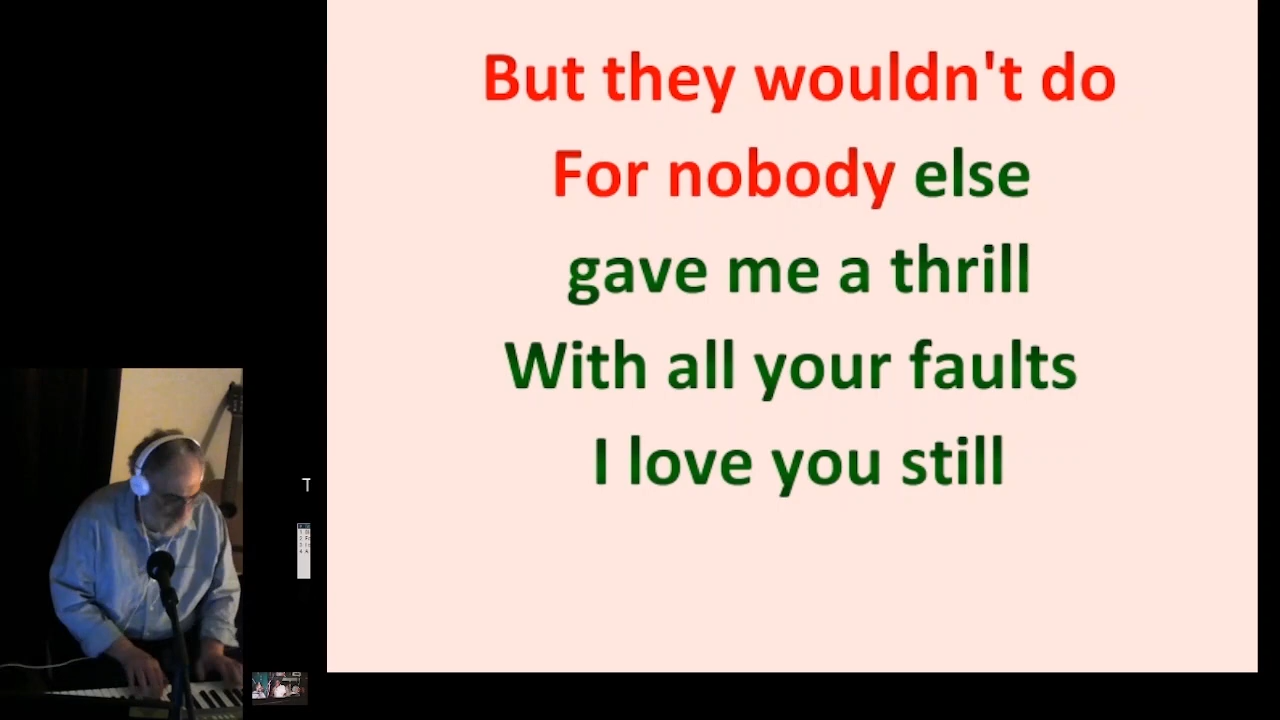 But they wouldn't do
For nobody else
gave me a thrill
With all your faults
I love you still
T